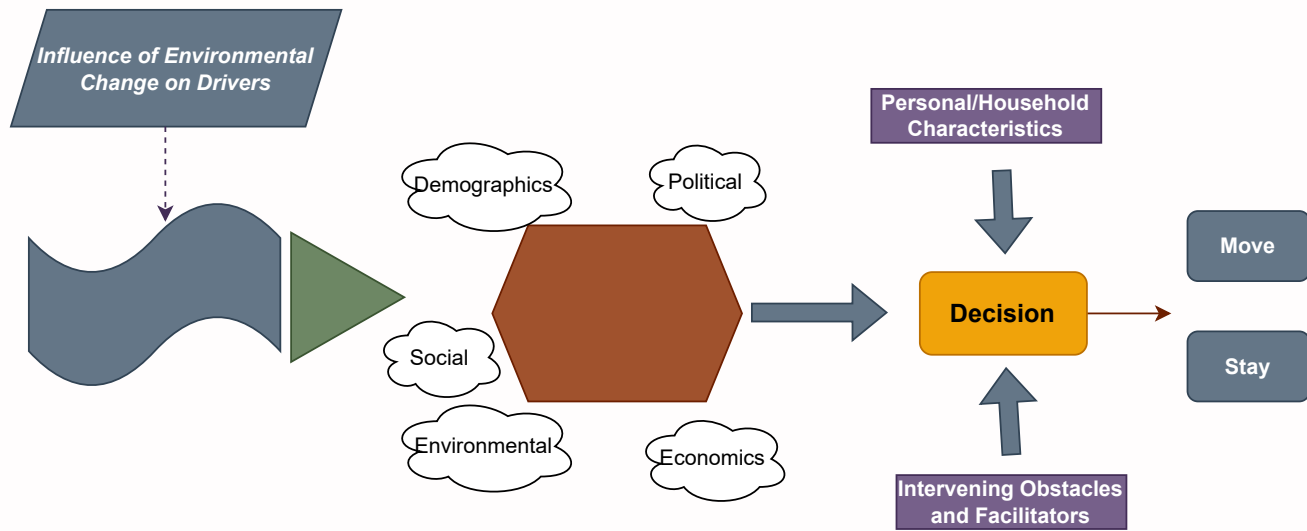 Influence of Environmental
Change on Drivers
Demographics
Political
Social
Environmental
Economics
Personal/Household
Characteristics
Decision
Intervening Obstacles
and Facilitators
Move
Stay